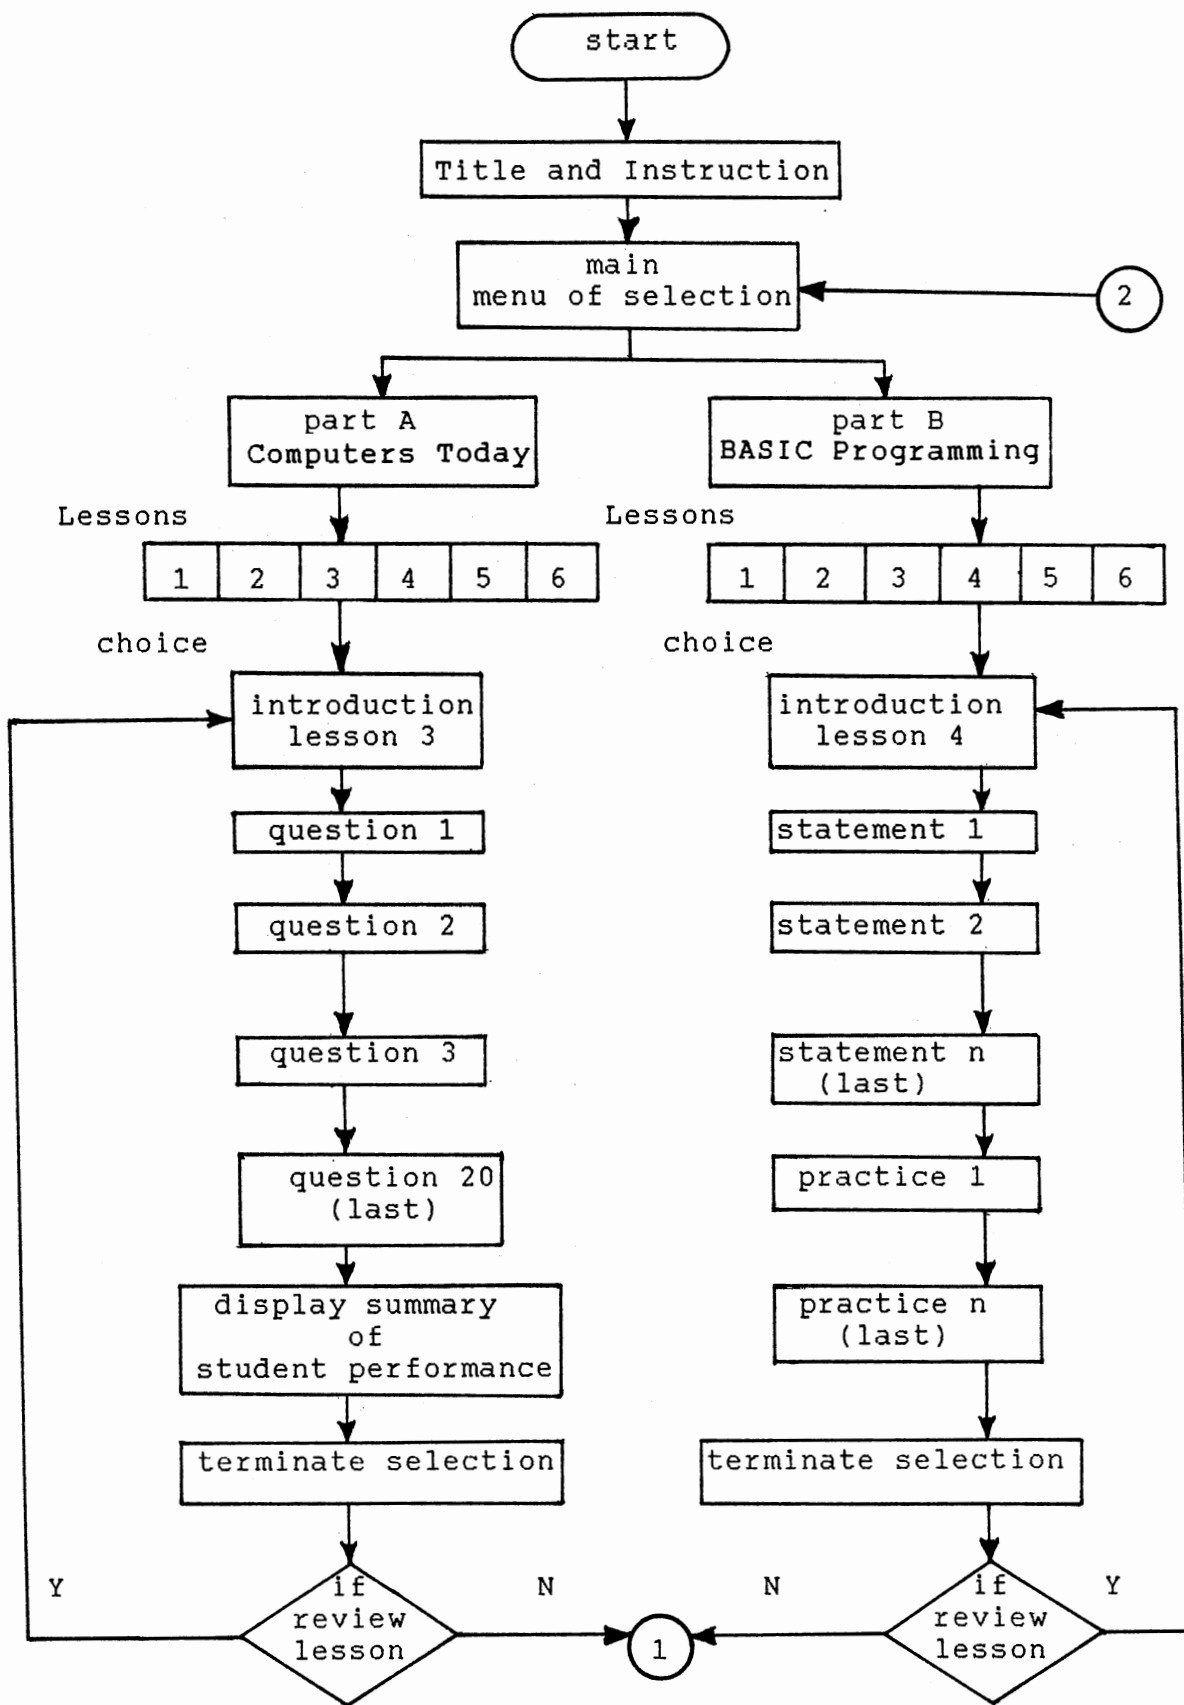 start
Title and Instruction
main
menu of selection
2
part A
Computers Today
part B
BASIC Programming
Lessons
1 2 3 4 5 6
Lessons
1 2 3 4 5 6
choice
introduction
lesson 3
question 1
question 2
question 3
question 20
(last)
display summary
of
student performance
terminate selection
if
review
lesson
Y
N
choice
introduction
lesson 4
statement 1
statement 2
statement n
(last)
practice 1
practice n
(last)
terminate selection
if
review
lesson
N
Y
1